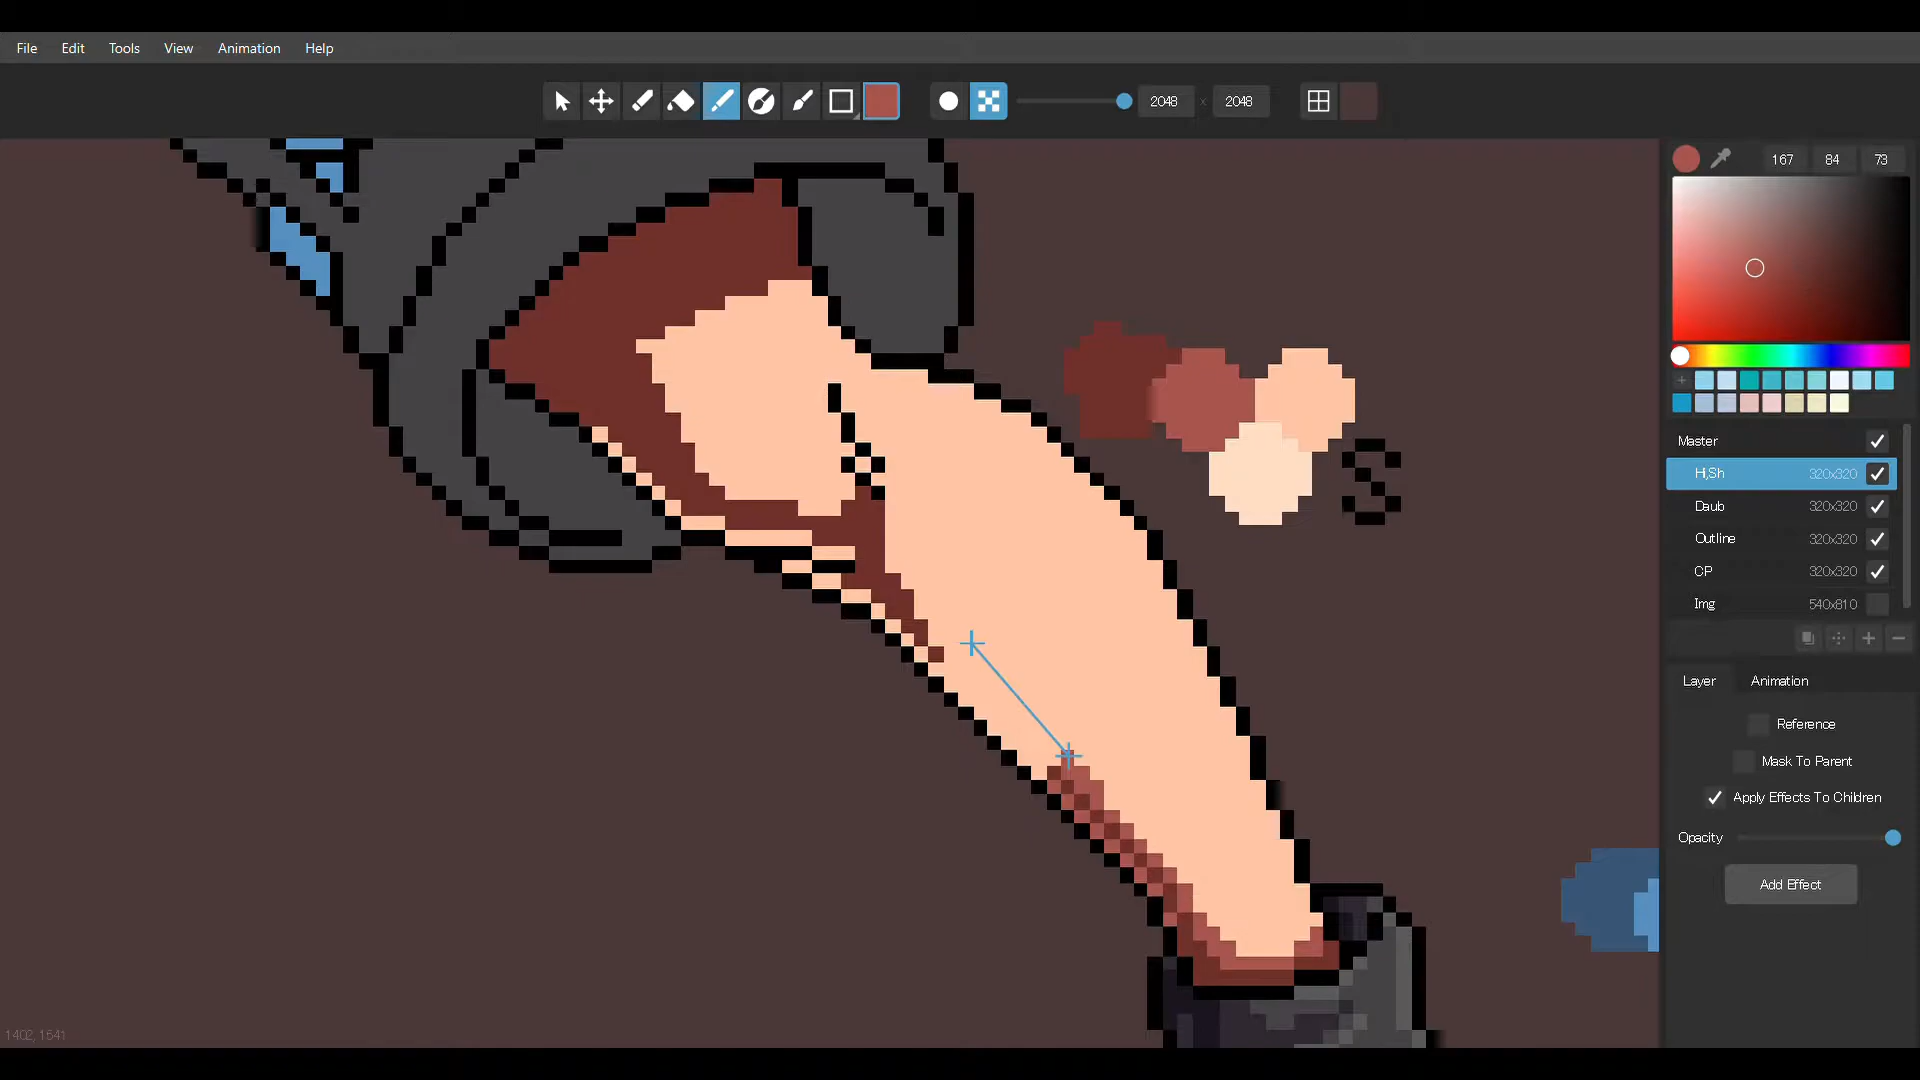 File Edit Tools View Animation Help
2048 x 2048
167 84 73
Master
Hi,Sh 320x320
Daub 320x320
Outline 320x320
CP 320x320
Img 540x810
S
Layer Animation
Reference
Mask To Parent
Apply Effects To Children
Opacity
Add Effect
1402, 1541